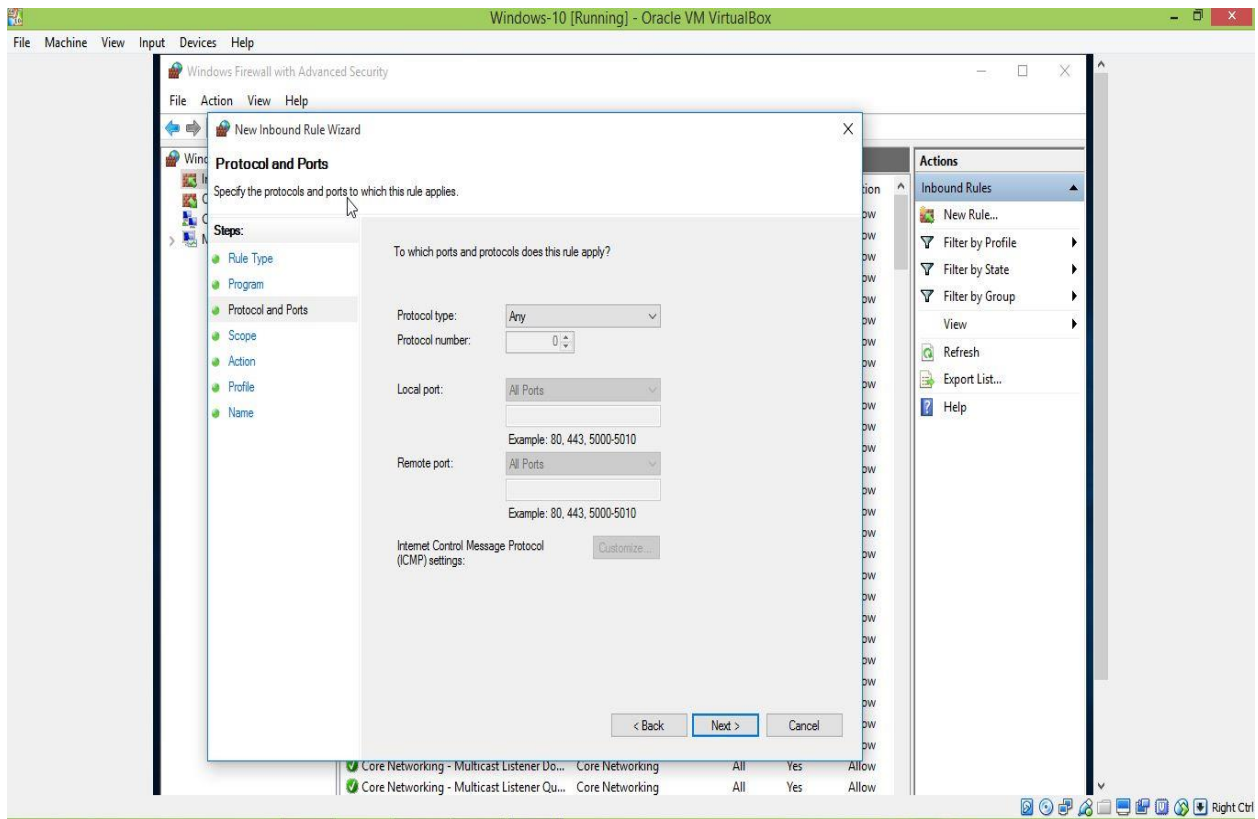 Windows-10 [Running] - Oracle VM VirtualBox
File Machine View Input Devices Help
Windows Firewall with Advanced Security
File Action View Help
New Inbound Rule Wizard
Protocol and Ports
Specify the protocols and ports to which this rule applies.
Steps:
Rule Type
Program
Protocol and Ports
Scope
Action
Profile
Name
To which ports and protocols does this rule apply?
Protocol type: Any
Protocol number: 0
Local port: All Ports
Example: 80, 443, 5000-5010
Remote port: All Ports
Example: 80, 443, 5000-5010
Internet Control Message Protocol
(ICMP) settings:
Customize...
< Back Next > Cancel
Core Networking - Multicast Listener Do... Core Networking All Yes Allow
Core Networking - Multicast Listener Qu... Core Networking All Yes Allow
Actions
Inbound Rules
New Rule...
Filter by Profile
Filter by State
Filter by Group
View
Refresh
Export List...
Help
Right Ctrl